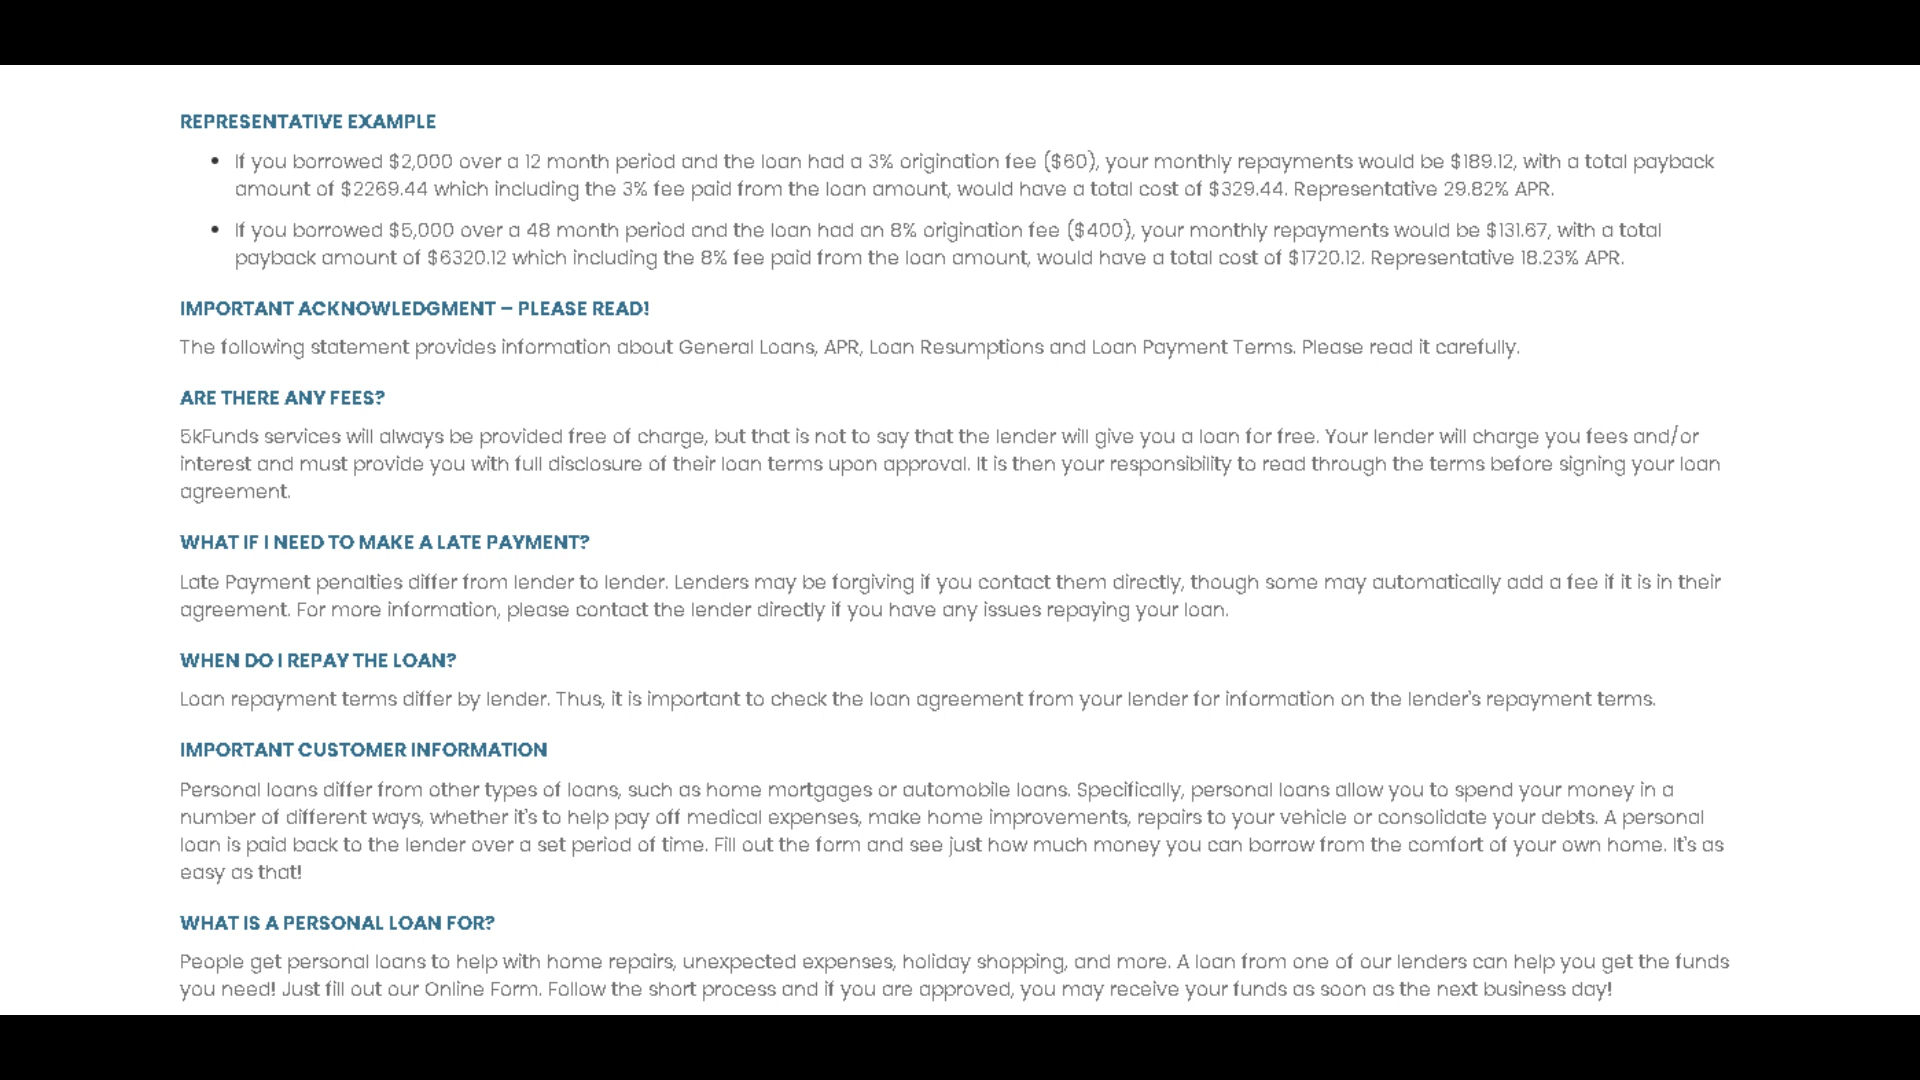 REPRESENTATIVE EXAMPLE
• If you borrowed $2,000 over a 12 month period and the loan had a 3% origination fee ($60), your monthly repayments would be $189.12, with a total payback
amount of $2269.44 which including the 3% fee paid from the loan amount, would have a total cost of $329.44. Representative 29.82% APR.
• If you borrowed $5,000 over a 48 month period and the loan had an 8% origination fee ($400), your monthly repayments would be $131.67, with a total
payback amount of $6320.12 which including the 8% fee paid from the loan amount, would have a total cost of $1720.12. Representative 18.23% APR.
IMPORTANT ACKNOWLEDGMENT – PLEASE READ!
The following statement provides information about General Loans, APR, Loan Resumptions and Loan Payment Terms. Please read it carefully.
ARE THERE ANY FEES?
5kFunds services will always be provided free of charge, but that is not to say that the lender will give you a loan for free. Your lender will charge you fees and/or
interest and must provide you with full disclosure of their loan terms upon approval. It is then your responsibility to read through the terms before signing your loan
agreement.
WHAT IF I NEED TO MAKE A LATE PAYMENT?
Late Payment penalties differ from lender to lender. Lenders may be forgiving if you contact them directly, though some may automatically add a fee if it is in their
agreement. For more information, please contact the lender directly if you have any issues repaying your loan.
WHEN DO I REPAY THE LOAN?
Loan repayment terms differ by lender. Thus, it is important to check the loan agreement from your lender for information on the lender's repayment terms.
IMPORTANT CUSTOMER INFORMATION
Personal loans differ from other types of loans, such as home mortgages or automobile loans. Specifically, personal loans allow you to spend your money in a
number of different ways, whether it's to help pay off medical expenses, make home improvements, repairs to your vehicle or consolidate your debts. A personal
loan is paid back to the lender over a set period of time. Fill out the form and see just how much money you can borrow from the comfort of your own home. It's as
easy as that!
WHAT IS A PERSONAL LOAN FOR?
People get personal loans to help with home repairs, unexpected expenses, holiday shopping, and more. A loan from one of our lenders can help you get the funds
you need! Just fill out our Online Form. Follow the short process and if you are approved, you may receive your funds as soon as the next business day!